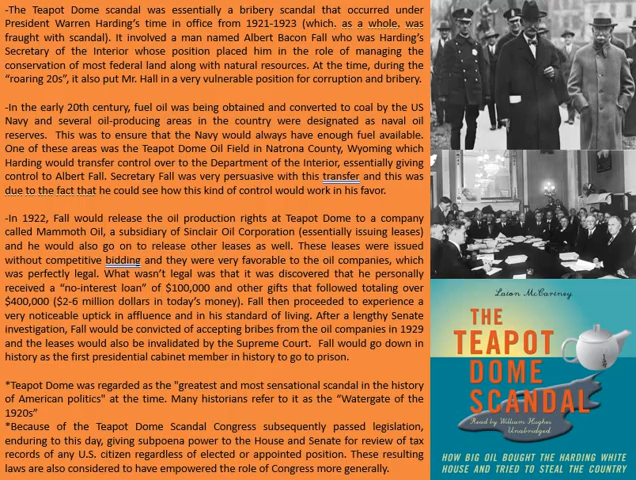 -The Teapot Dome scandal was essentially a bribery scandal that occurred under
President Warren Harding's time in office from 1921-1923 (which. as a whole, was
fraught with scandal). It involved a man named Albert Bacon Fall who was Harding's
Secretary of the Interior whose position placed him in the role of managing the
conservation of most federal land along with natural resources. At the time, during the
"roaring 20s", it also put Mr. Hall in a very vulnerable position for corruption and bribery.
-In the early 20th century, fuel oil was being obtained and converted to coal by the US
Navy and several oil-producing areas in the country were designated as naval oil
reserves. This was to ensure that the Navy would always have enough fuel available.
One of these areas was the Teapot Dome Oil Field in Natrona County, Wyoming which
Harding would transfer control over to the Department of the Interior, essentially giving
control to Albert Fall. Secretary Fall was very persuasive with this transfer and this was
due to the fact that he could see how this kind of control would work in his favor.
-In 1922, Fall would release the oil production rights at Teapot Dome to a company
called Mammoth Oil, a subsidiary of Sinclair Oil Corporation (essentially issuing leases)
and he would also go on to release other leases as well. These leases were issued
without competitive bidding and they were very favorable to the oil companies, which
was perfectly legal. What wasn't legal was that it was discovered that he personally
received a "no-interest loan" of $100,000 and other gifts that followed totaling over
$400,000 ($2-6 million dollars in today's money). Fall then proceeded to experience a
very noticeable uptick in affluence and in his standard of living. After a lengthy Senate
investigation, Fall would be convicted of accepting bribes from the oil companies in 1929
and the leases would also be invalidated by the Supreme Court. Fall would go down in
history as the first presidential cabinet member in history to go to prison.
*Teapot Dome was regarded as the "greatest and most sensational scandal in the history
of American politics" at the time. Many historians refer to it as the "Watergate of the
1920s"
*Because of the Teapot Dome Scandal Congress subsequently passed legislation,
enduring to this day, giving subpoena power to the House and Senate for review of tax
records of any U.S. citizen regardless of elected or appointed position. These resulting
laws are also considered to have empowered the role of Congress more generally.
Laton McCartney
THE
TEAPOT
DOME
SCANDAL
Read by William Hughes
Unabridged
HOW BIG OIL BOUGHT THE HARDING WHITE
HOUSE AND TRIED TO STEAL THE COUNTRY